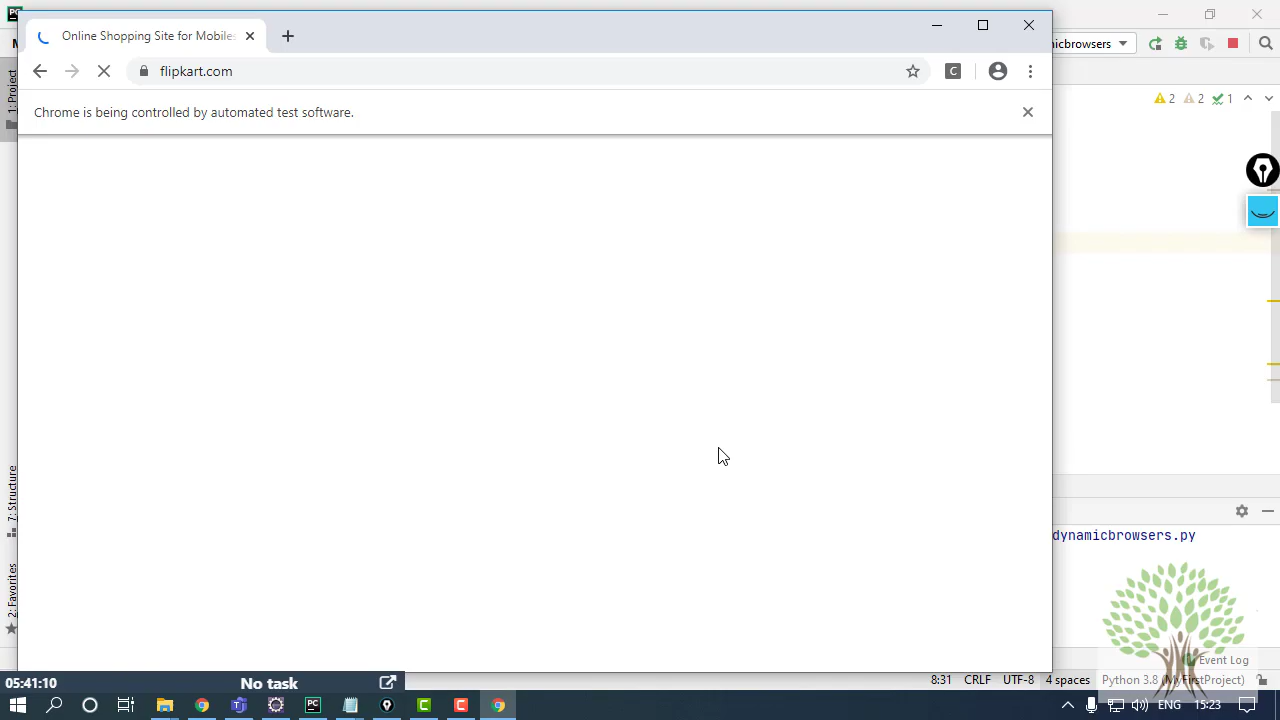 Online Shopping Site for Mobiles
flipkart.com
Chrome is being controlled by automated test software.
icbrowsers
2 2 1
1: Project
7: Structure
2: Favorites
dynamicbrowsers.py
Event Log
8:31 CRLF UTF-8 4 spaces Python 3.8 (MyFirstProject)
05:41:10 No task
ENG 15:23